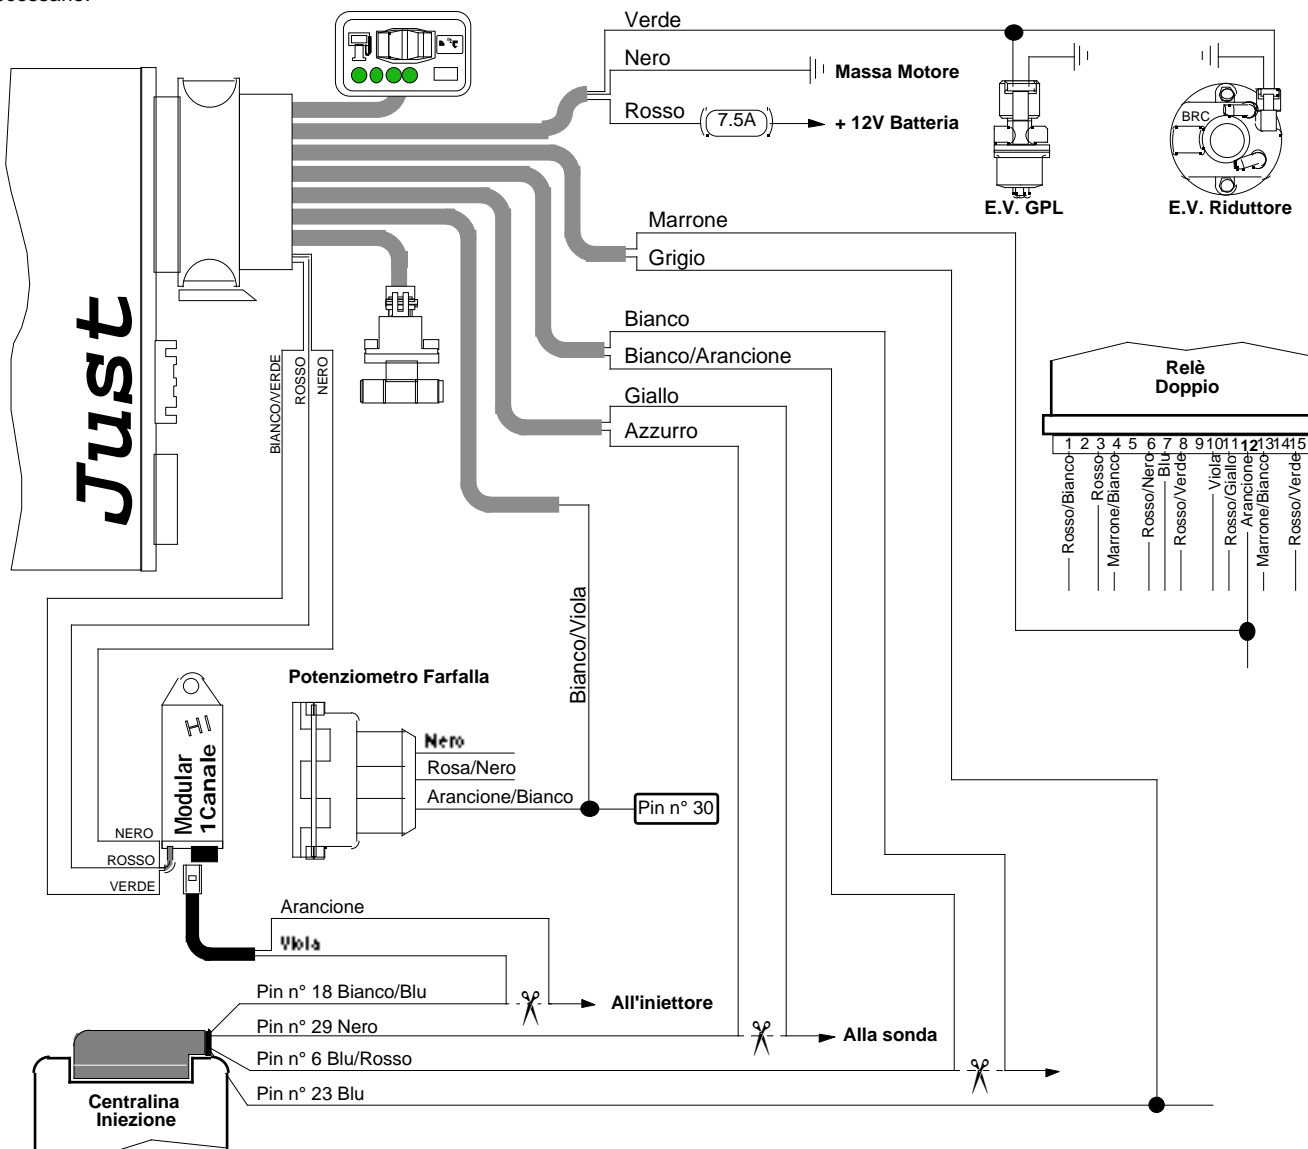 Verde
Nero
Massa Motore
Rosso
7.5A
+ 12V Batteria
BRC
E.V. GPL
E.V. Riduttore
Marrone
Grigio
Bianco
Bianco/Arancione
Giallo
Azzurro
Just
BIANCO/VERDE
ROSSO
NERO
Relè
Doppio
1 2 3 4 5 6 7 8 9 10 11 12 13 14 15
Rosso/Bianco
Rosso
Marrone/Bianco
Rosso/Nero
Blu
Rosso/Verde
Viola
Rosso/Giallo
Arancione
Marrone/Bianco
Rosso/Verde
Bianco/Viola
Potenziometro Farfalla
Nero
Rosa/Nero
Arancione/Bianco
Pin n° 30
HI
Modular
1Canale
NERO
ROSSO
VERDE
Arancione
Viola
Pin n° 18 Bianco/Blu
All'iniettore
Pin n° 29 Nero
Alla sonda
Pin n° 6 Blu/Rosso
Pin n° 23 Blu
Centralina
Iniezione